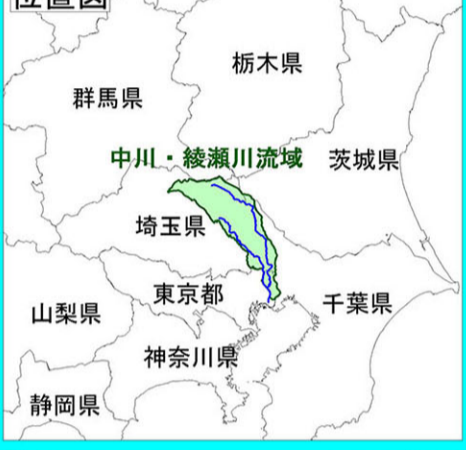 位置図
栃木県
群馬県
中川・綾瀬川流域
茨城県
埼玉県
東京都
千葉県
山梨県
神奈川県
静岡県